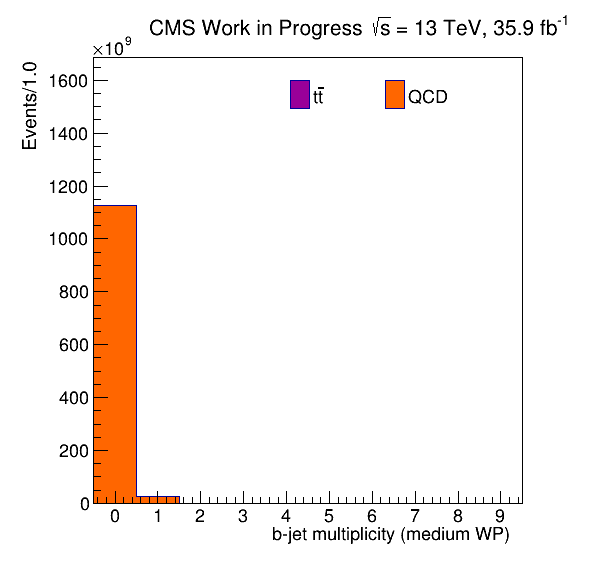 CMS Work in Progress √s = 13 TeV, 35.9 fb⁻¹
×10⁹
Events/1.0
tt̄
QCD
1600
1400
1200
1000
800
600
400
200
0
0 1 2 3 4 5 6 7 8 9
b-jet multiplicity (medium WP)